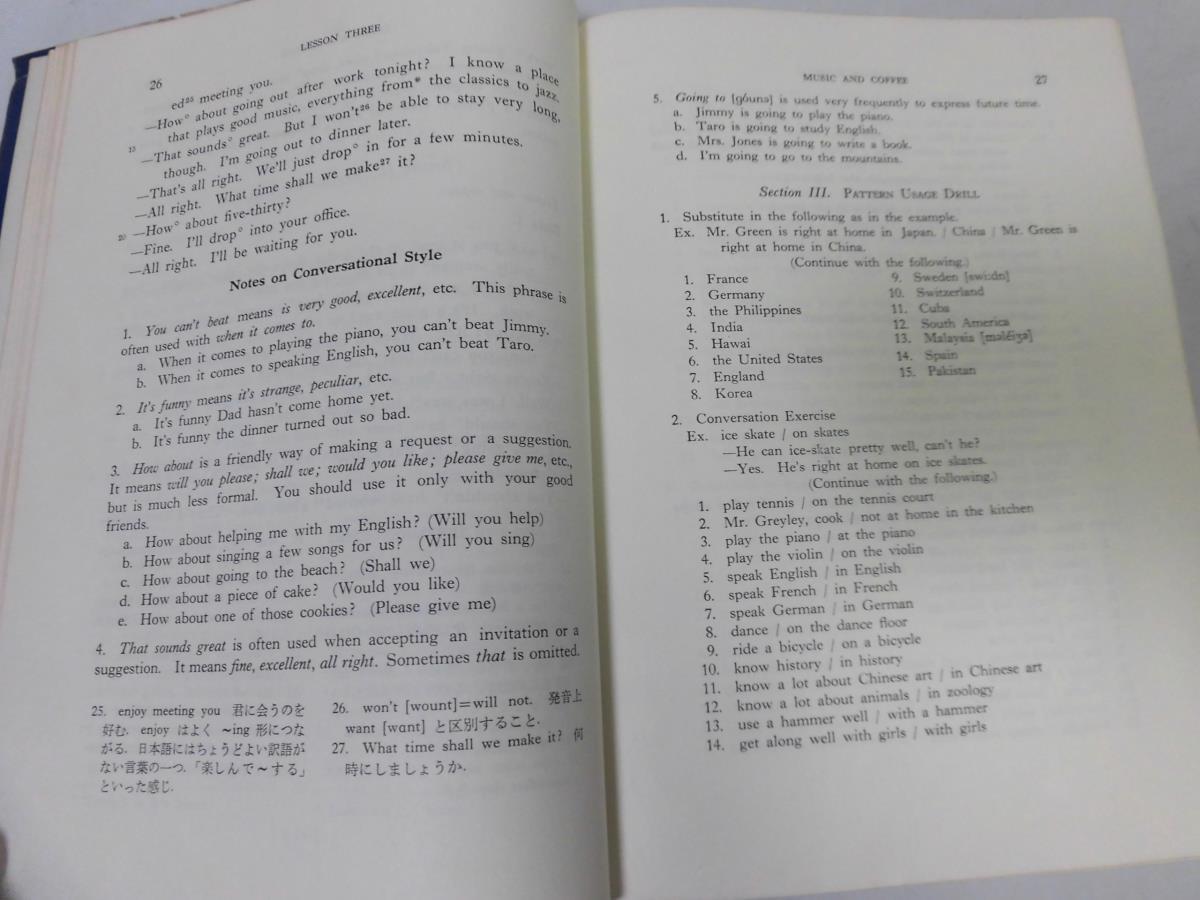 LESSON THREE
26
ed²⁵ meeting you.
—How° about going out after work tonight? I know a place
that plays good music, everything from* the classics to jazz.
15 —That sounds° great. But I won't²⁶ be able to stay very long,
though. I'm going out to dinner later.
—That's all right. We'll just drop° in for a few minutes.
—All right. What time shall we make²⁷ it?
20 —How° about five-thirty?
—Fine. I'll drop° into your office.
—All right. I'll be waiting for you.
Notes on Conversational Style
1. You can't beat means is very good, excellent, etc. This phrase is
often used with when it comes to.
a. When it comes to playing the piano, you can't beat Jimmy.
b. When it comes to speaking English, you can't beat Taro.
2. It's funny means it's strange, peculiar, etc.
a. It's funny Dad hasn't come home yet.
b. It's funny the dinner turned out so bad.
3. How about is a friendly way of making a request or a suggestion.
It means will you please; shall we; would you like; please give me, etc.,
but is much less formal. You should use it only with your good
friends.
a. How about helping me with my English? (Will you help)
b. How about singing a few songs for us? (Will you sing)
c. How about going to the beach? (Shall we)
d. How about a piece of cake? (Would you like)
e. How about one of those cookies? (Please give me)
4. That sounds great is often used when accepting an invitation or a
suggestion. It means fine, excellent, all right. Sometimes that is omitted.
25. enjoy meeting you 君に会うのを
好む. enjoy はよく ~ing 形につな
がる. 日本語にはちょうどよい訳語が
ない言葉の一つ.「楽しんで~する」
といった感じ.
26. won't [wount]=will not. 発音上
want [wɑnt] と区別すること.
27. What time shall we make it? 何
時にしましょうか.
MUSIC AND COFFEE
27
5. Going to [góunə] is used very frequently to express future time.
a. Jimmy is going to play the piano.
b. Taro is going to study English.
c. Mrs. Jones is going to write a book.
d. I'm going to go to the mountains.
Section III. PATTERN USAGE DRILL
1. Substitute in the following as in the example.
Ex. Mr. Green is right at home in Japan. / China / Mr. Green is
right at home in China.
(Continue with the following.)
1. France
2. Germany
3. the Philippines
4. India
5. Hawai
6. the United States
7. England
8. Korea
9. Sweden [swí:dn]
10. Switzerland
11. Cuba
12. South America
13. Malaysia [məléiʒə]
14. Spain
15. Pakistan
2. Conversation Exercise
Ex. ice skate / on skates
—He can ice-skate pretty well, can't he?
—Yes. He's right at home on ice skates.
(Continue with the following.)
1. play tennis / on the tennis court
2. Mr. Greyley, cook / not at home in the kitchen
3. play the piano / at the piano
4. play the violin / on the violin
5. speak English / in English
6. speak French / in French
7. speak German / in German
8. dance / on the dance floor
9. ride a bicycle / on a bicycle
10. know history / in history
11. know a lot about Chinese art / in Chinese art
12. know a lot about animals / in zoology
13. use a hammer well / with a hammer
14. get along well with girls / with girls